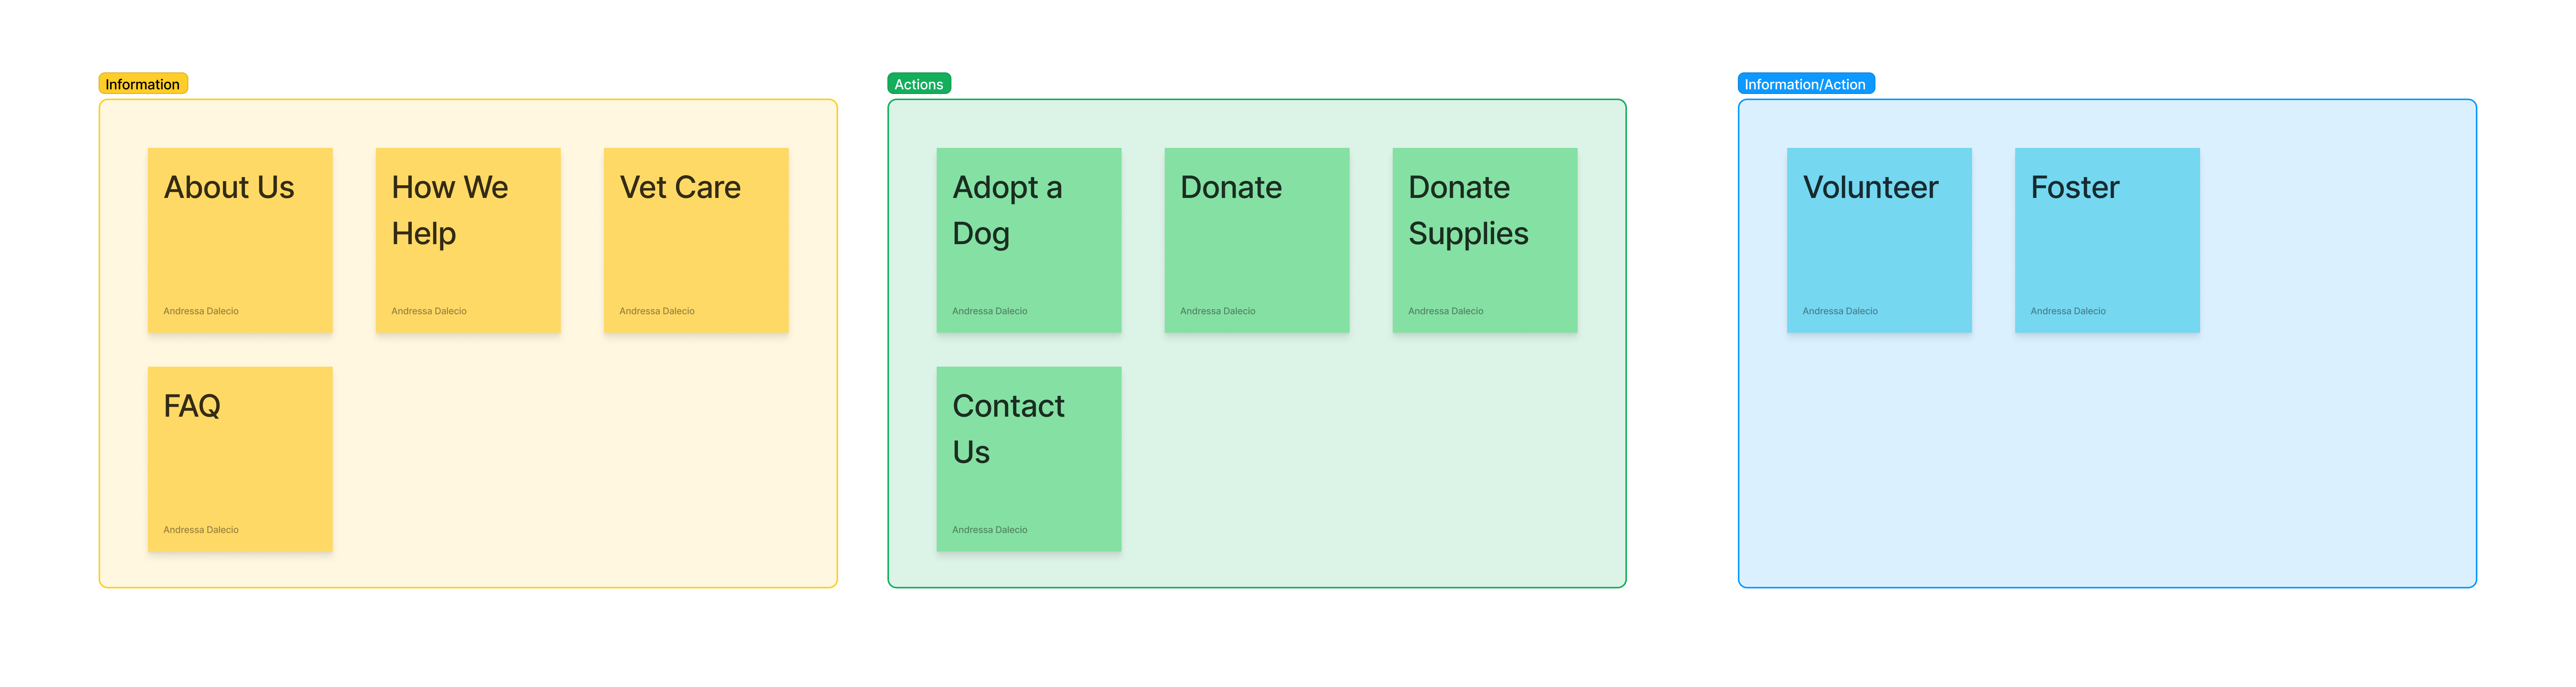 Information
About Us
Andressa Dalecio
How We
Help
Andressa Dalecio
Vet Care
Andressa Dalecio
FAQ
Andressa Dalecio
Actions
Adopt a
Dog
Andressa Dalecio
Donate
Andressa Dalecio
Donate
Supplies
Andressa Dalecio
Contact
Us
Andressa Dalecio
Information/Action
Volunteer
Andressa Dalecio
Foster
Andressa Dalecio